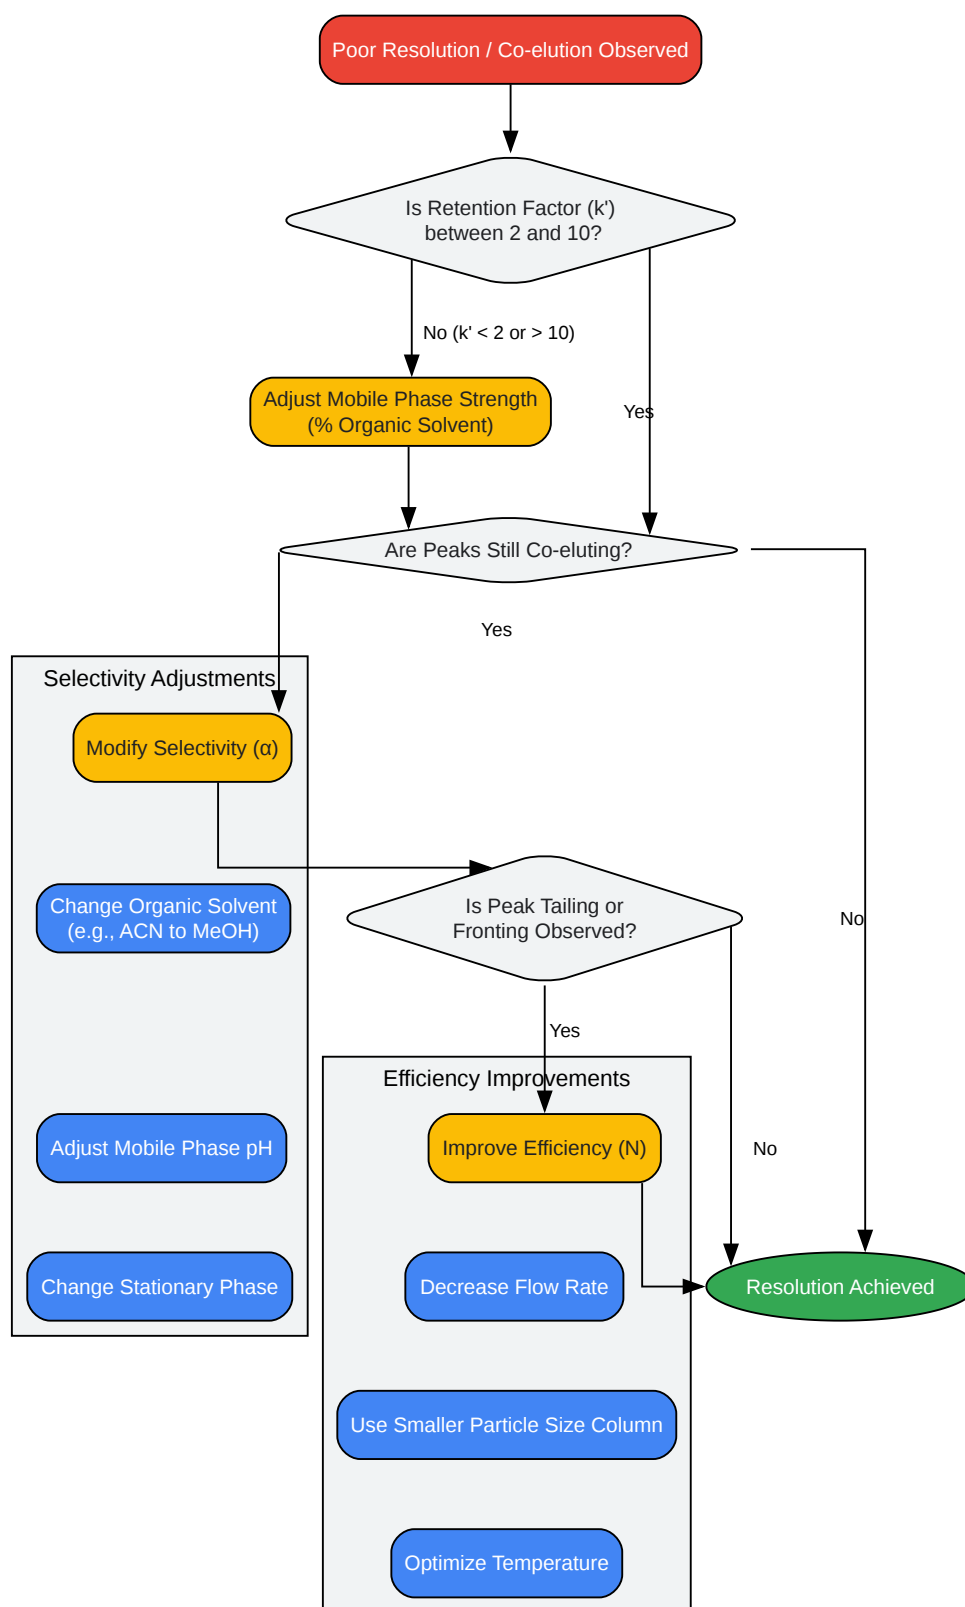 Poor Resolution / Co-elution Observed
Is Retention Factor (k')
between 2 and 10?
No (k' < 2 or > 10)
Adjust Mobile Phase Strength
(% Organic Solvent)
Yes
Are Peaks Still Co-eluting?
Yes
Selectivity Adjustments
Modify Selectivity (α)
Change Organic Solvent
(e.g., ACN to MeOH)
Is Peak Tailing or
Fronting Observed?
No
Yes
Efficiency Improvements
Adjust Mobile Phase pH
Improve Efficiency (N)
No
Change Stationary Phase
Decrease Flow Rate
Resolution Achieved
Use Smaller Particle Size Column
Optimize Temperature